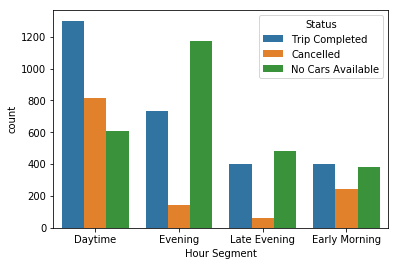 Status
Trip Completed
Cancelled
No Cars Available
1200
1000
800
600
400
200
0
count
Daytime
Evening
Late Evening
Early Morning
Hour Segment